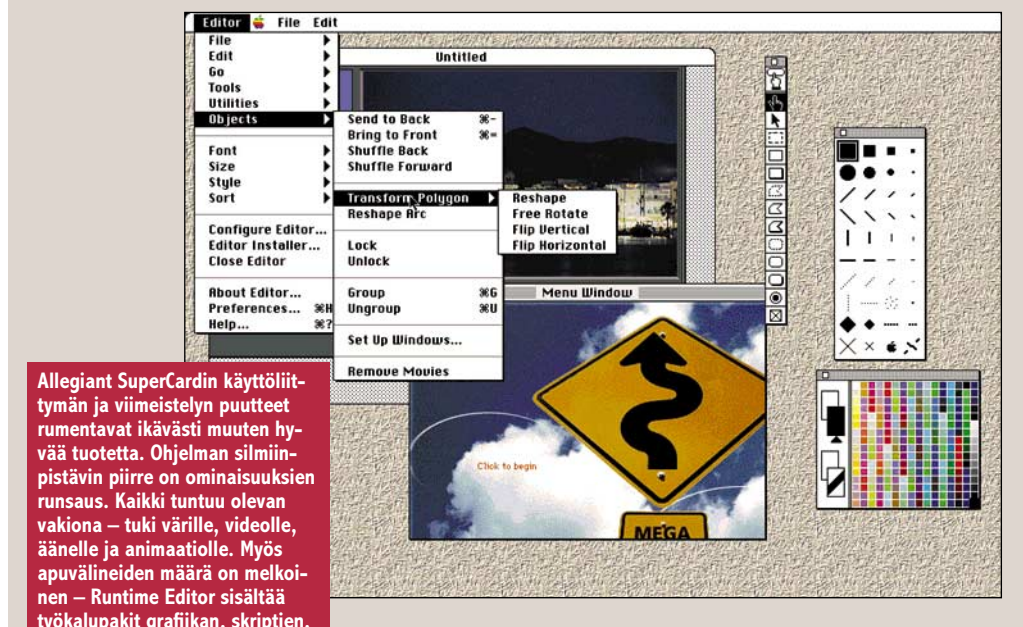 Editor File Edit
File
Edit
Go
Tools
Utilities
Objects
Font
Size
Style
Sort
Configure Editor...
Editor Installer...
Close Editor
About Editor...
Preferences... ⌘H
Help... ⌘?
Untitled
Send to Back ⌘-
Bring to Front ⌘=
Shuffle Back
Shuffle Forward
Transform Polygon
Reshape Arc
Lock
Unlock
Group ⌘G
Ungroup ⌘U
Set Up Windows...
Remove Movies
Reshape
Free Rotate
Flip Vertical
Flip Horizontal
Menu Window
Click to begin
MEGA
Allegiant SuperCardin käyttöliit-
tymän ja viimeistelyn puutteet
rumentavat ikävästi muuten hy-
vää tuotetta. Ohjelman silmiin-
pistävin piirre on ominaisuuksien
runsaus. Kaikki tuntuu olevan
vakiona – tuki värille, videolle,
äänelle ja animaatiolle. Myös
apuvälineiden määrä on melkoi-
nen – Runtime Editor sisältää
työkalupakit grafiikan, skriptien,